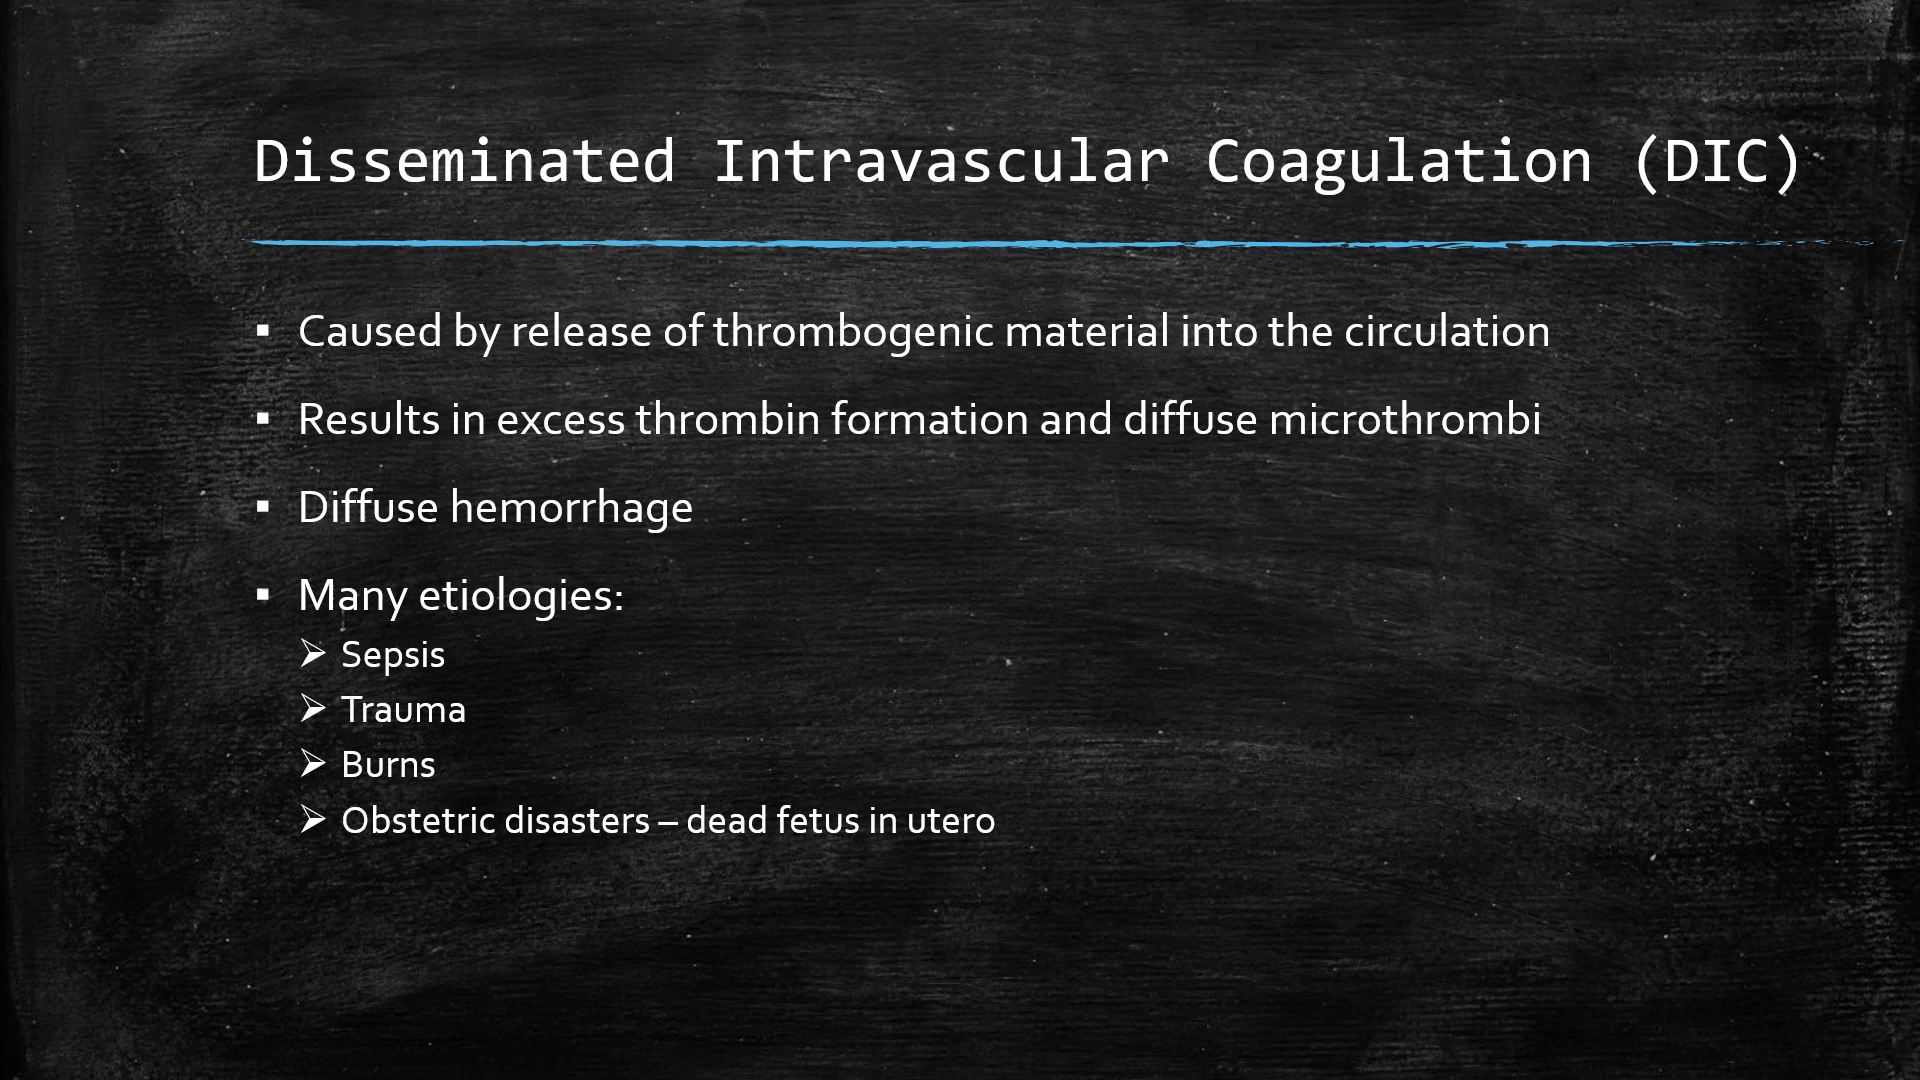 Disseminated Intravascular Coagulation (DIC)
▪ Caused by release of thrombogenic material into the circulation
▪ Results in excess thrombin formation and diffuse microthrombi
▪ Diffuse hemorrhage
▪ Many etiologies:
➢ Sepsis
➢ Trauma
➢ Burns
➢ Obstetric disasters – dead fetus in utero